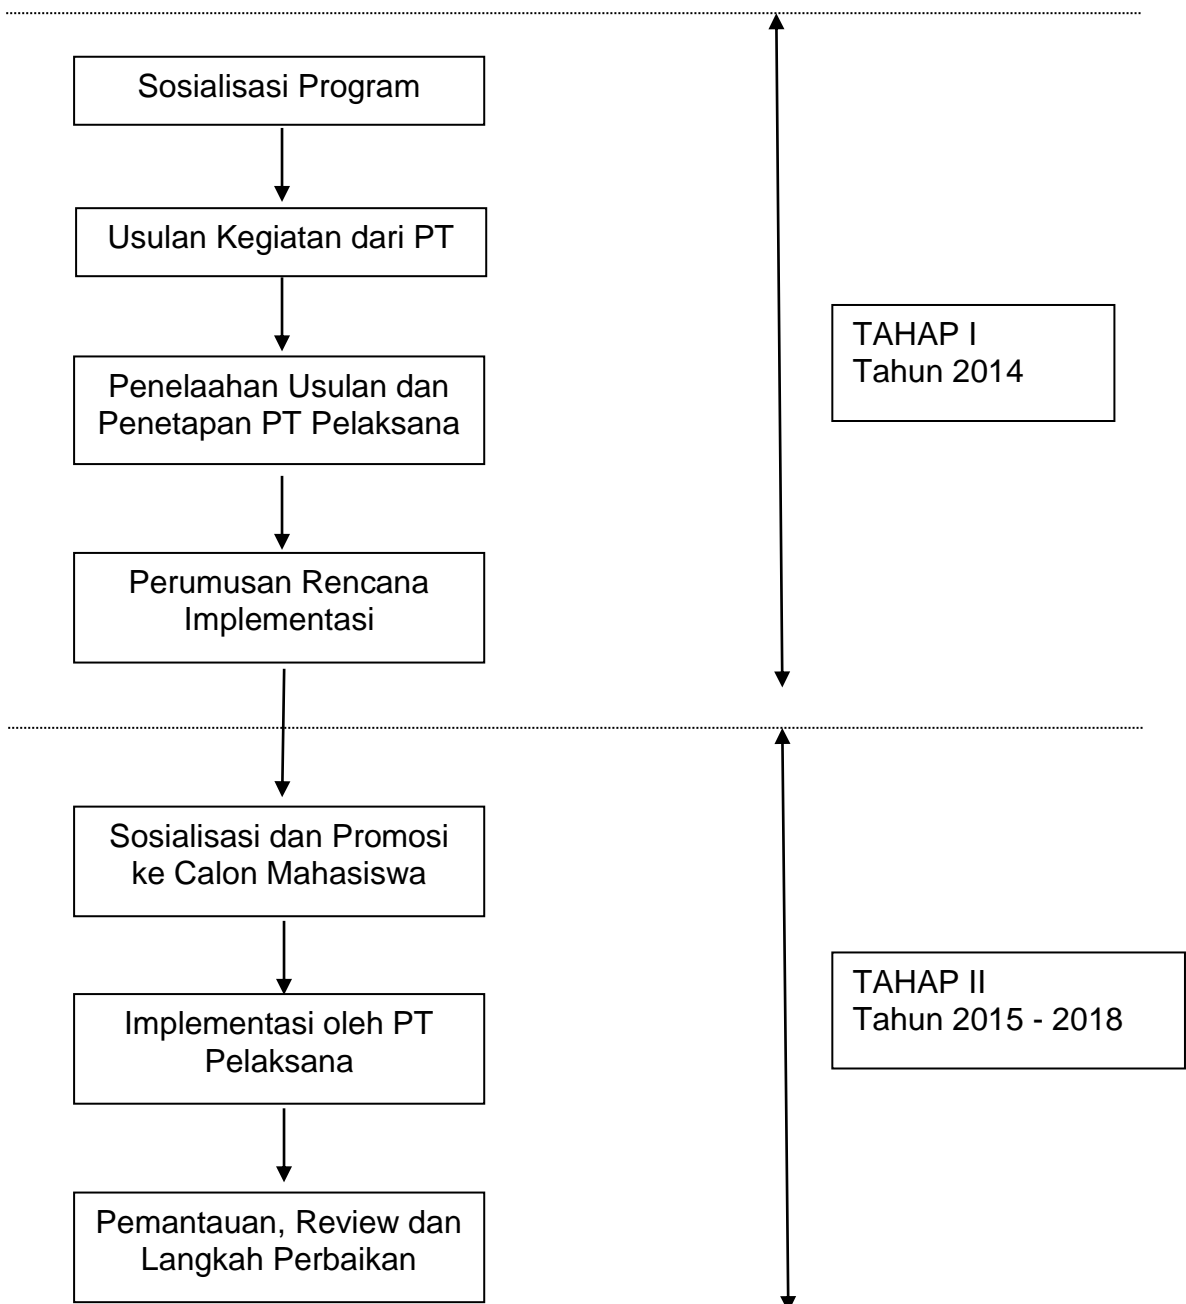 Sosialisasi Program
Usulan Kegiatan dari PT
Penelaahan Usulan dan
Penetapan PT Pelaksana
TAHAP I
Tahun 2014
Perumusan Rencana
Implementasi
Sosialisasi dan Promosi
ke Calon Mahasiswa
Implementasi oleh PT
Pelaksana
TAHAP II
Tahun 2015 - 2018
Pemantauan, Review dan
Langkah Perbaikan